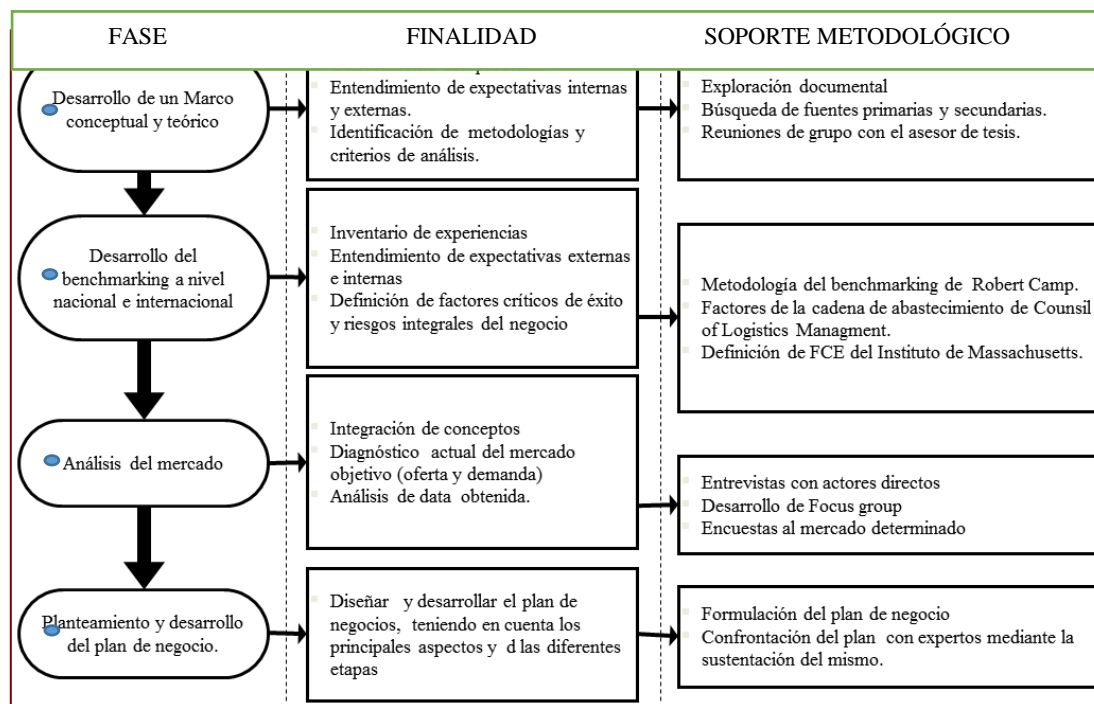 FASE
FINALIDAD
SOPORTE METODOLÓGICO
Desarrollo de un Marco
conceptual y teórico
Entendimiento de expectativas internas
y externas.
Identificación de metodologías y
criterios de análisis.
Exploración documental
Búsqueda de fuentes primarias y secundarias.
Reuniones de grupo con el asesor de tesis.
Desarrollo del
benchmarking a nivel
nacional e internacional
Inventario de experiencias
Entendimiento de expectativas externas
e internas
Definición de factores críticos de éxito
y riesgos integrales del negocio
Metodología del benchmarking de Robert Camp.
Factores de la cadena de abastecimiento de Counsil
of Logistics Managment.
Definición de FCE del Instituto de Massachusetts.
Análisis del mercado
Integración de conceptos
Diagnóstico actual del mercado
objetivo (oferta y demanda)
Análisis de data obtenida.
Entrevistas con actores directos
Desarrollo de Focus group
Encuestas al mercado determinado
Planteamiento y desarrollo
del plan de negocio.
Diseñar y desarrollar el plan de
negocios, teniendo en cuenta los
principales aspectos y d las diferentes
etapas
Formulación del plan de negocio
Confrontación del plan con expertos mediante la
sustentación del mismo.